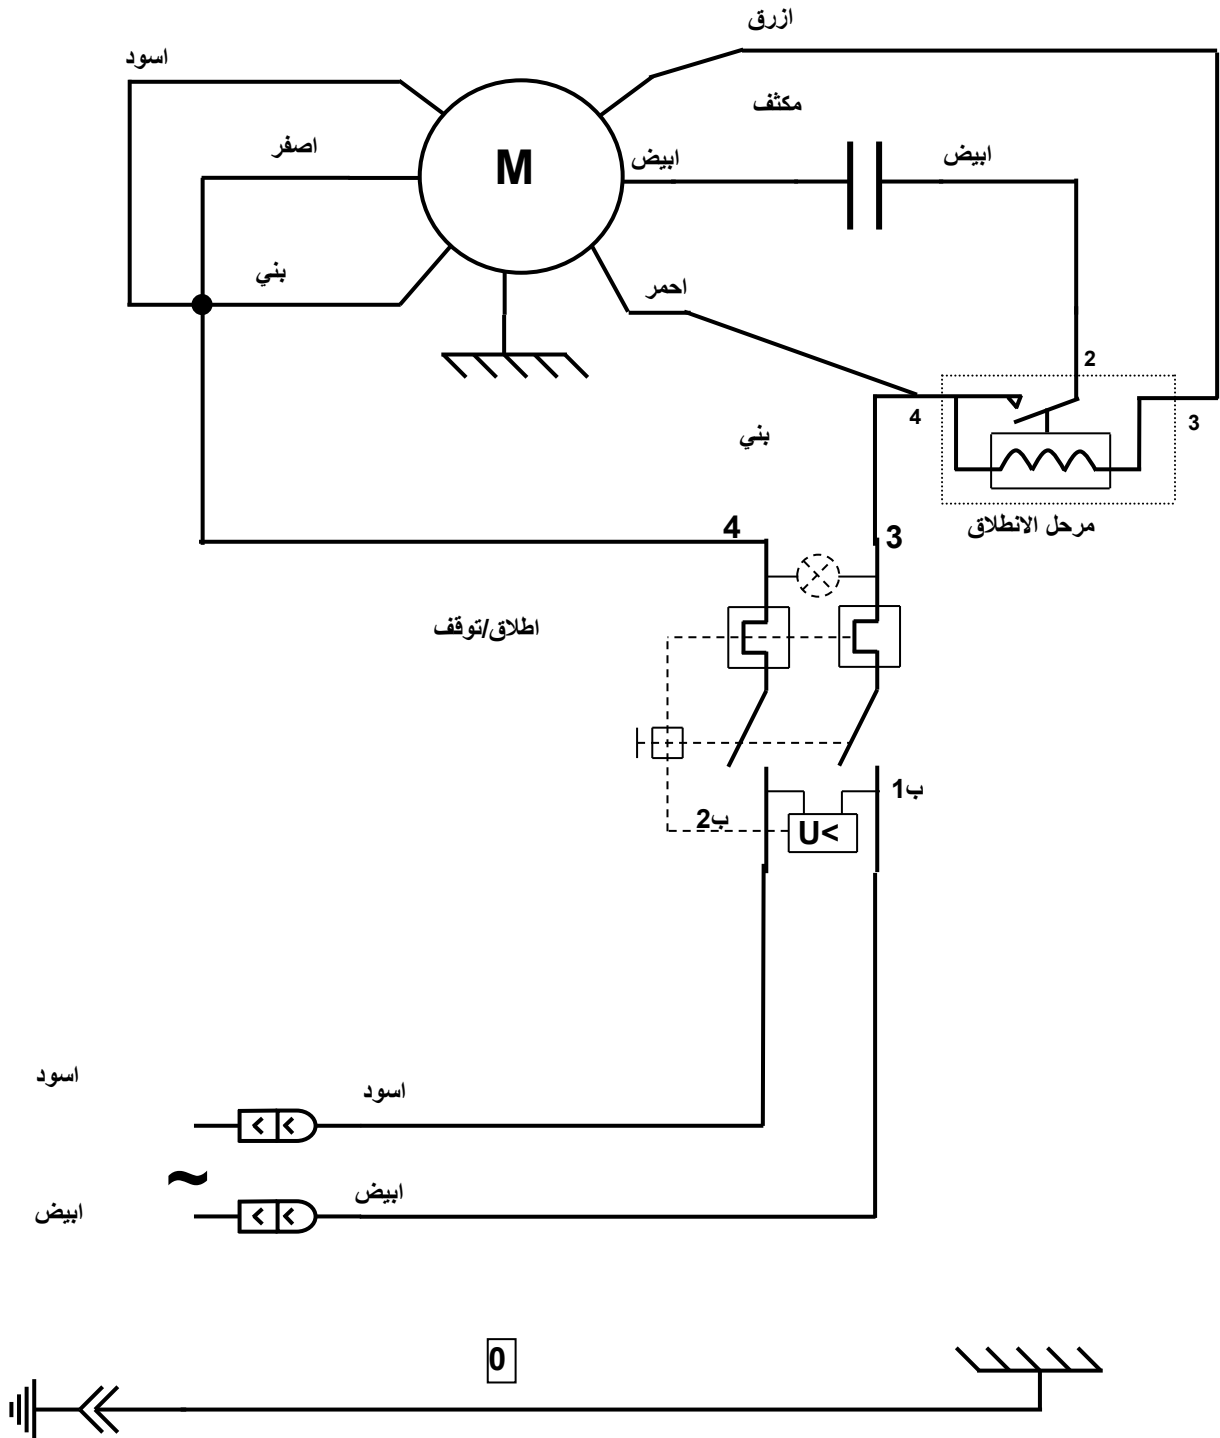 ازرق
اسود
مكثف
اصفر
M
ابيض
ابيض
بني
احمر
2
4
3
بني
مرحل الانطلاق
4
3
اطلاق/توقف
ب1
ب2
U<
اسود
اسود
~
ابيض
ابيض
0